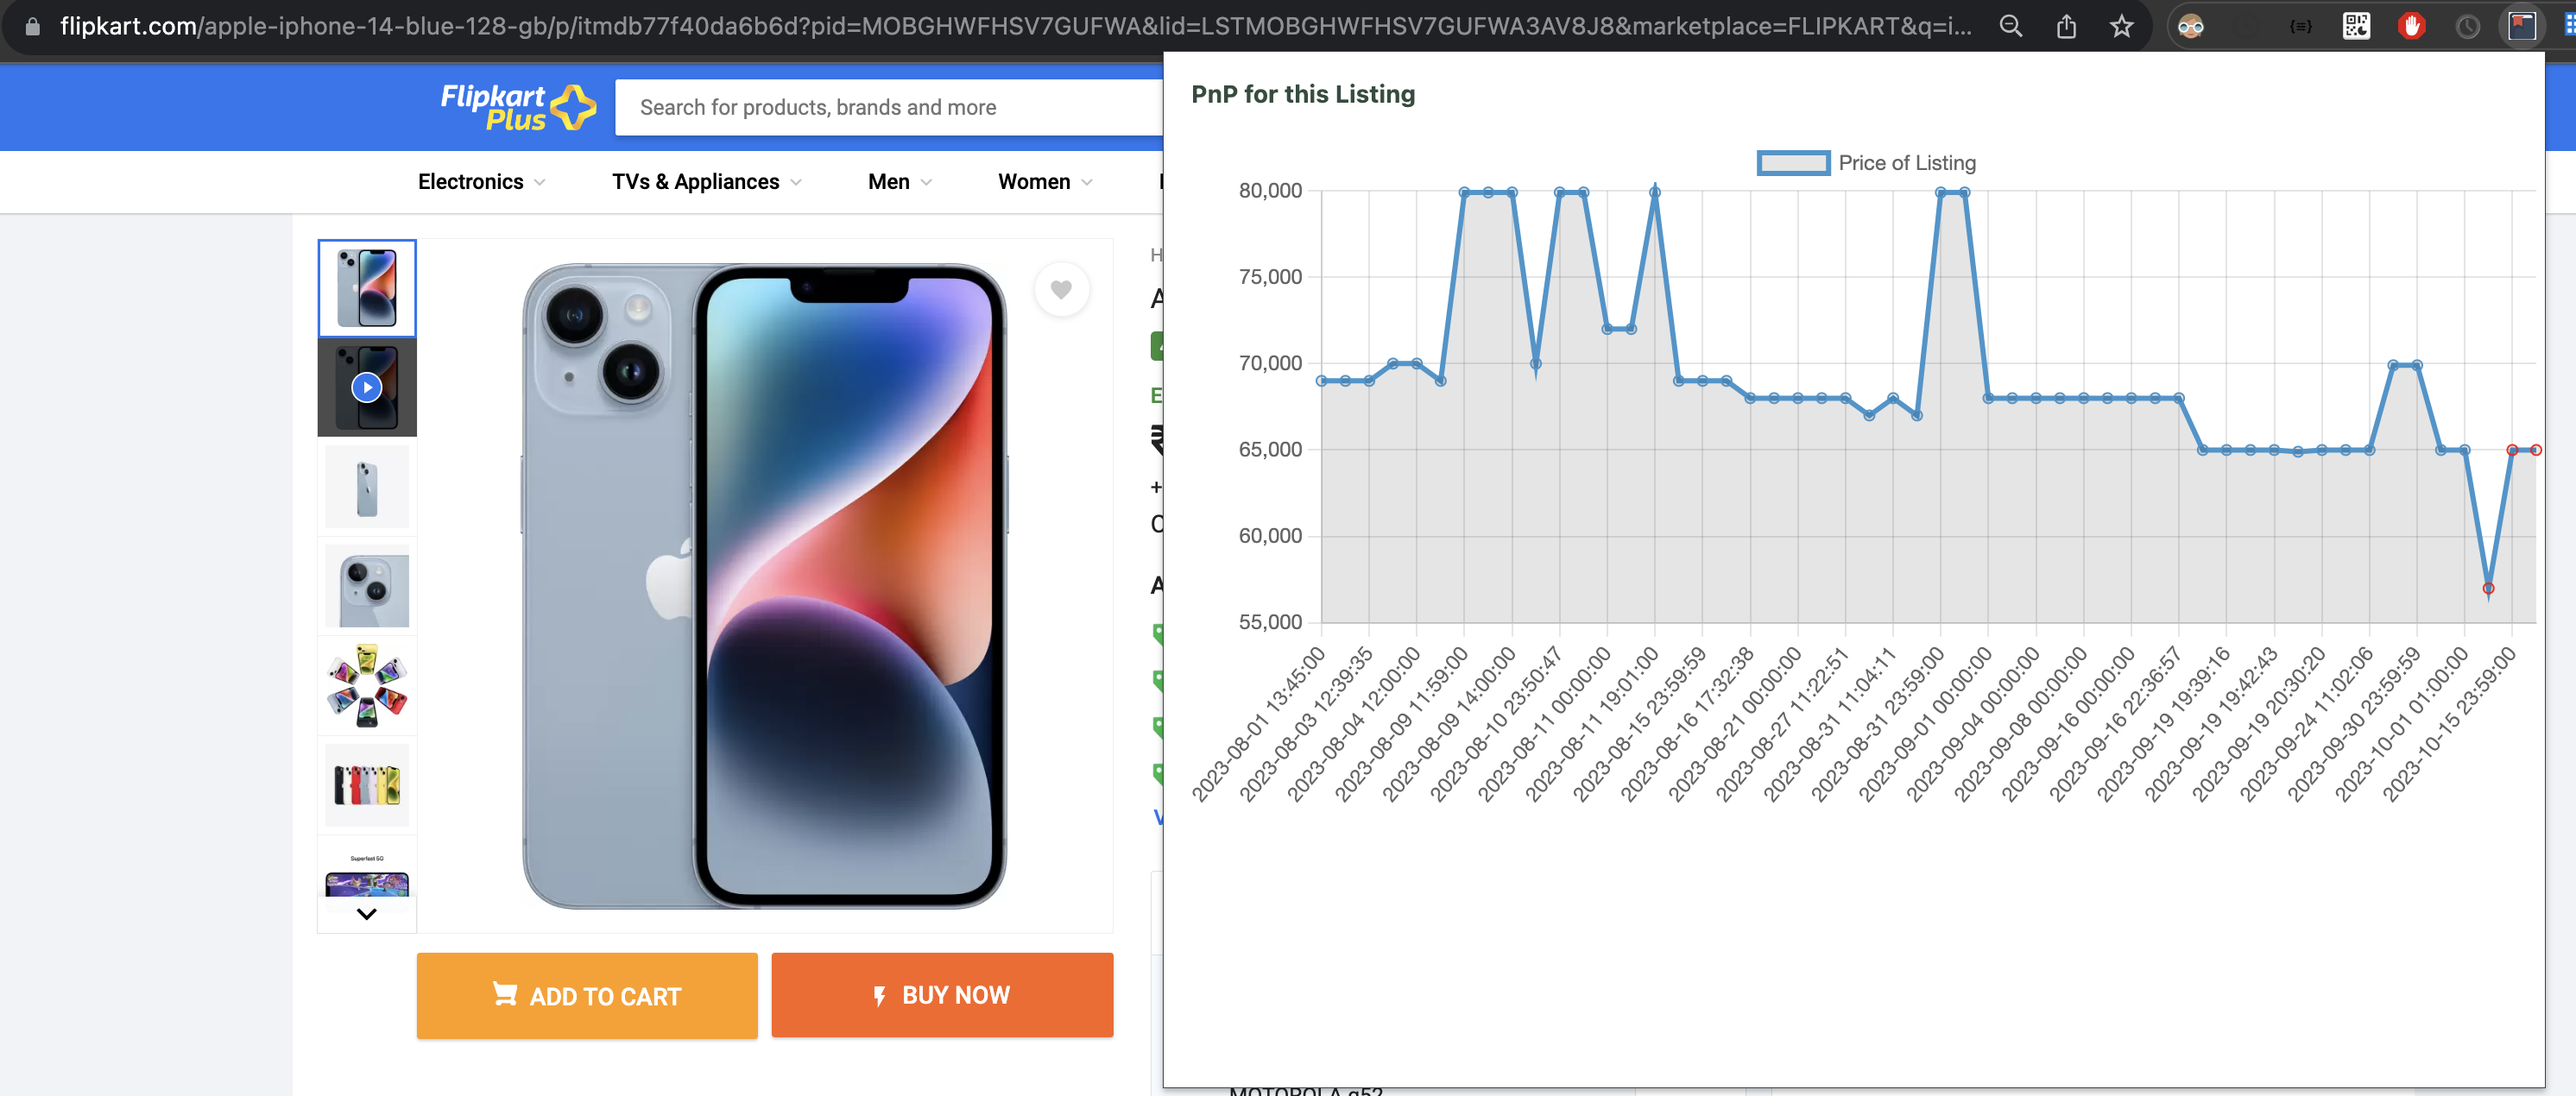 flipkart.com/apple-iphone-14-blue-128-gb/p/itmdb77f40da6b6d?pid=MOBGHWFHSV7GUFWA&lid=LSTMOBGHWFHSV7GUFWA3AV8J8&marketplace=FLIPKART&q=i...
Flipkart
Plus
Search for products, brands and more
Electronics
TVs & Appliances
Men
Women
Superfast 5G
ADD TO CART
BUY NOW
PnP for this Listing
Price of Listing
80,000
75,000
70,000
65,000
60,000
55,000
2023-08-01 13:45:00
2023-08-03 12:39:35
2023-08-04 12:00:00
2023-08-09 11:59:00
2023-08-09 14:00:00
2023-08-10 23:50:47
2023-08-11 00:00:00
2023-08-11 19:01:00
2023-08-15 23:59:59
2023-08-16 17:32:38
2023-08-21 00:00:00
2023-08-27 11:22:51
2023-08-31 11:04:11
2023-08-31 23:59:00
2023-09-01 00:00:00
2023-09-04 00:00:00
2023-09-08 00:00:00
2023-09-16 00:00:00
2023-09-16 22:36:57
2023-09-19 19:39:16
2023-09-19 19:42:43
2023-09-19 20:30:20
2023-09-24 11:02:06
2023-09-30 23:59:59
2023-10-01 01:00:00
2023-10-15 23:59:00